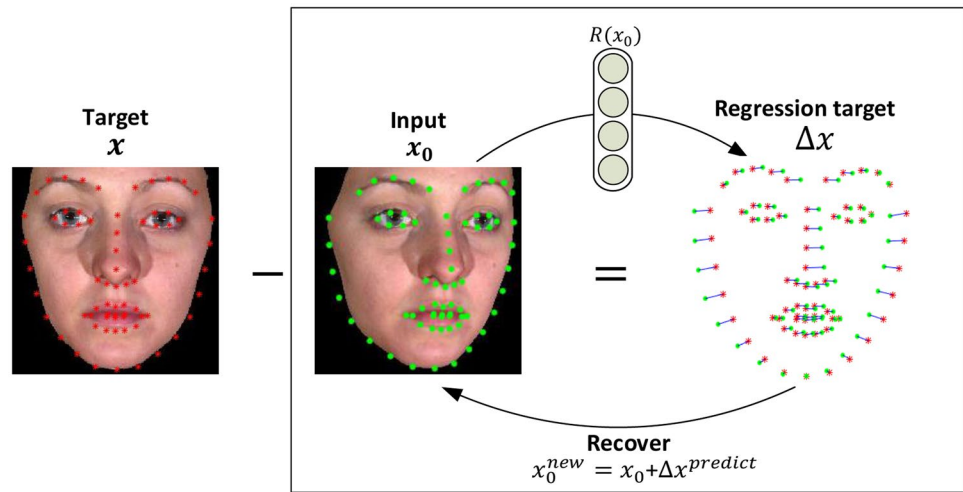 R(x₀)
Target
x
Input
x₀
Regression target
Δx
−
=
Recover
x₀ⁿᵉʷ = x₀+Δxᵖʳᵉᵈⁱᶜᵗ